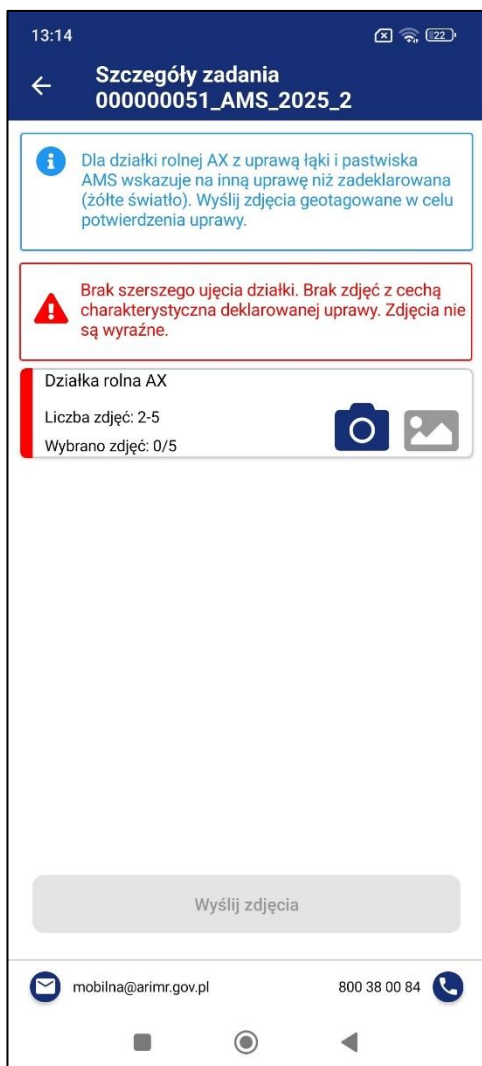 13:14
22
Szczegóły zadania
000000051_AMS_2025_2
Dla działki rolnej AX z uprawą łąki i pastwiska
AMS wskazuje na inną uprawę niż zadeklarowana
(żółte światło). Wyślij zdjęcia geotagowane w celu
potwierdzenia uprawy.
Brak szerszego ujęcia działki. Brak zdjęć z cechą
charakterystyczna deklarowanej uprawy. Zdjęcia nie
są wyraźne.
Działka rolna AX
Liczba zdjęć: 2-5
Wybrano zdjęć: 0/5
Wyślij zdjęcia
mobilna@arimr.gov.pl
800 38 00 84